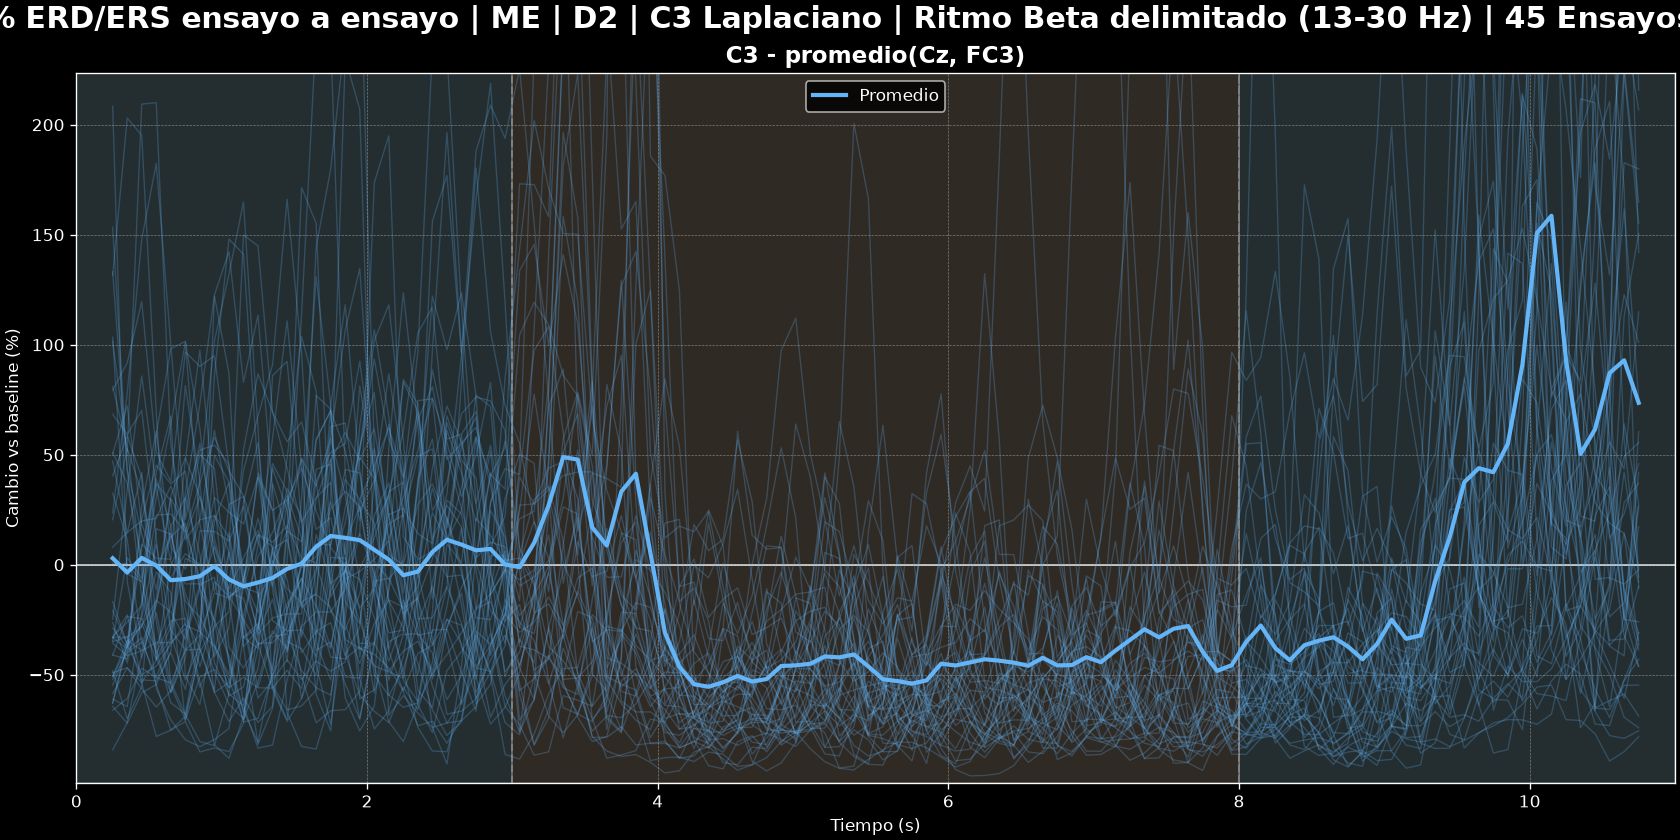 % ERD/ERS ensayo a ensayo | ME | D2 | C3 Laplaciano | Ritmo Beta delimitado (13-30 Hz) | 45 Ensayos
C3 - promedio(Cz, FC3)
Promedio
Cambio vs baseline (%)
200
150
100
50
0
−50
0 2 4 6 8 10
Tiempo (s)